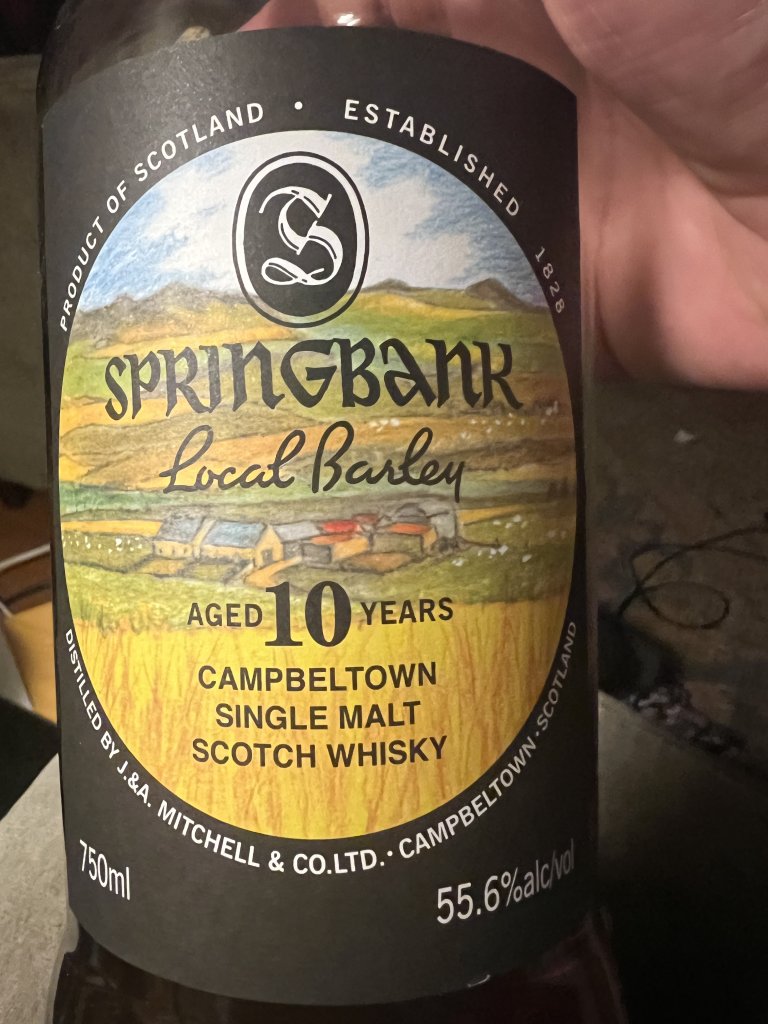 PRODUCT OF SCOTLAND • ESTABLISHED 1828
S
SPRINGBANK
Local Barley
AGED 10 YEARS
CAMPBELTOWN
SINGLE MALT
SCOTCH WHISKY
DISTILLED BY J.&A. MITCHELL & CO.LTD. • CAMPBELTOWN • SCOTLAND
750ml
55.6%alc/vol